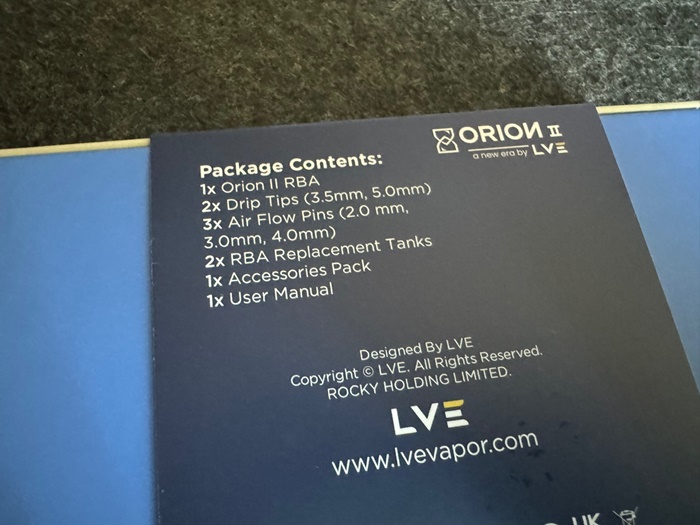 ORION II
a new era by LVE
Package Contents:
1x Orion II RBA
2x Drip Tips (3.5mm, 5.0mm)
3x Air Flow Pins (2.0 mm,
3.0mm, 4.0mm)
2x RBA Replacement Tanks
1x Accessories Pack
1x User Manual
Designed By LVE
Copyright © LVE. All Rights Reserved.
ROCKY HOLDING LIMITED.
LVE
www.lvevapor.com
UK